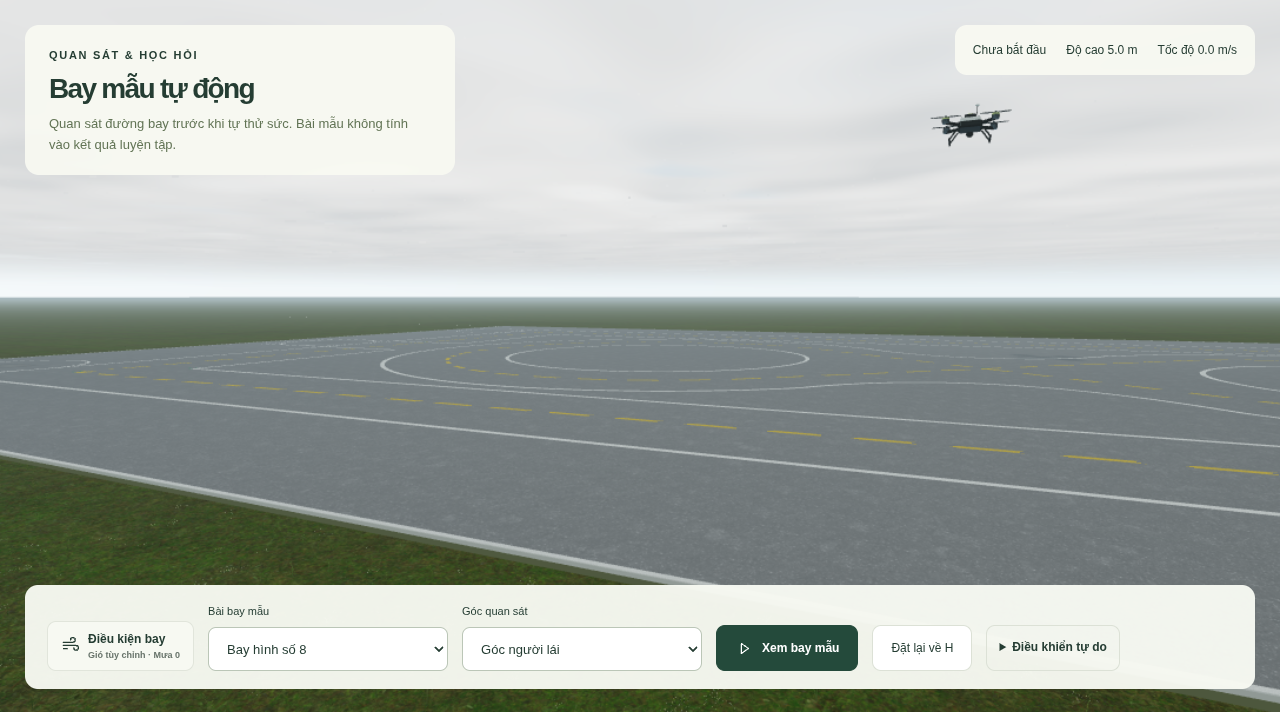 QUAN SÁT & HỌC HỎI
Bay mẫu tự động
Quan sát đường bay trước khi tự thử sức. Bài mẫu không tính
vào kết quả luyện tập.
Chưa bắt đầu Độ cao 5.0 m Tốc độ 0.0 m/s
Điều kiện bay
Gió tùy chỉnh · Mưa 0
Bài bay mẫu
Bay hình số 8
Góc quan sát
Góc người lái
Xem bay mẫu
Đặt lại về H
Điều khiển tự do